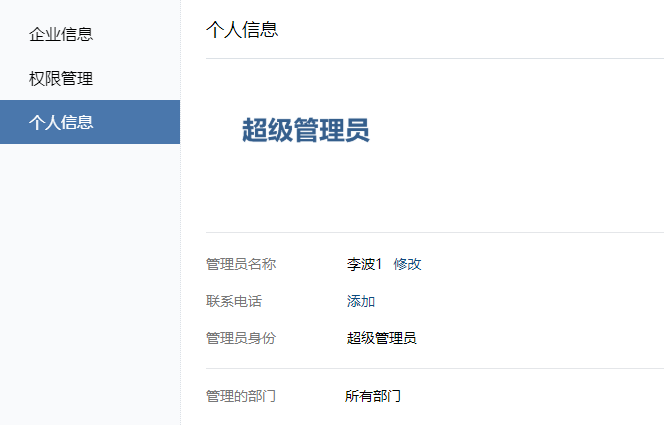 企业信息
权限管理
个人信息
个人信息
超级管理员
管理员名称 李波1 修改
联系电话 添加
管理员身份 超级管理员
管理的部门 所有部门